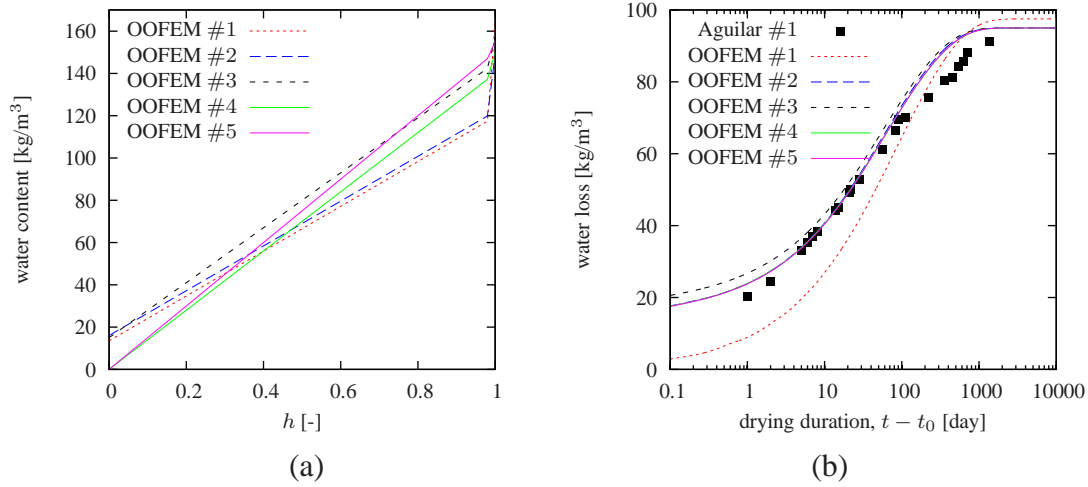 water content [kg/m³]
160
140
120
100
80
60
40
20
0
0 0.2 0.4 0.6 0.8 1
h [-]
OOFEM #1
OOFEM #2
OOFEM #3
OOFEM #4
OOFEM #5
(a)
water loss [kg/m³]
100
80
60
40
20
0
0.1 1 10 100 1000 10000
drying duration, t − t₀ [day]
Aguilar #1
OOFEM #1
OOFEM #2
OOFEM #3
OOFEM #4
OOFEM #5
(b)